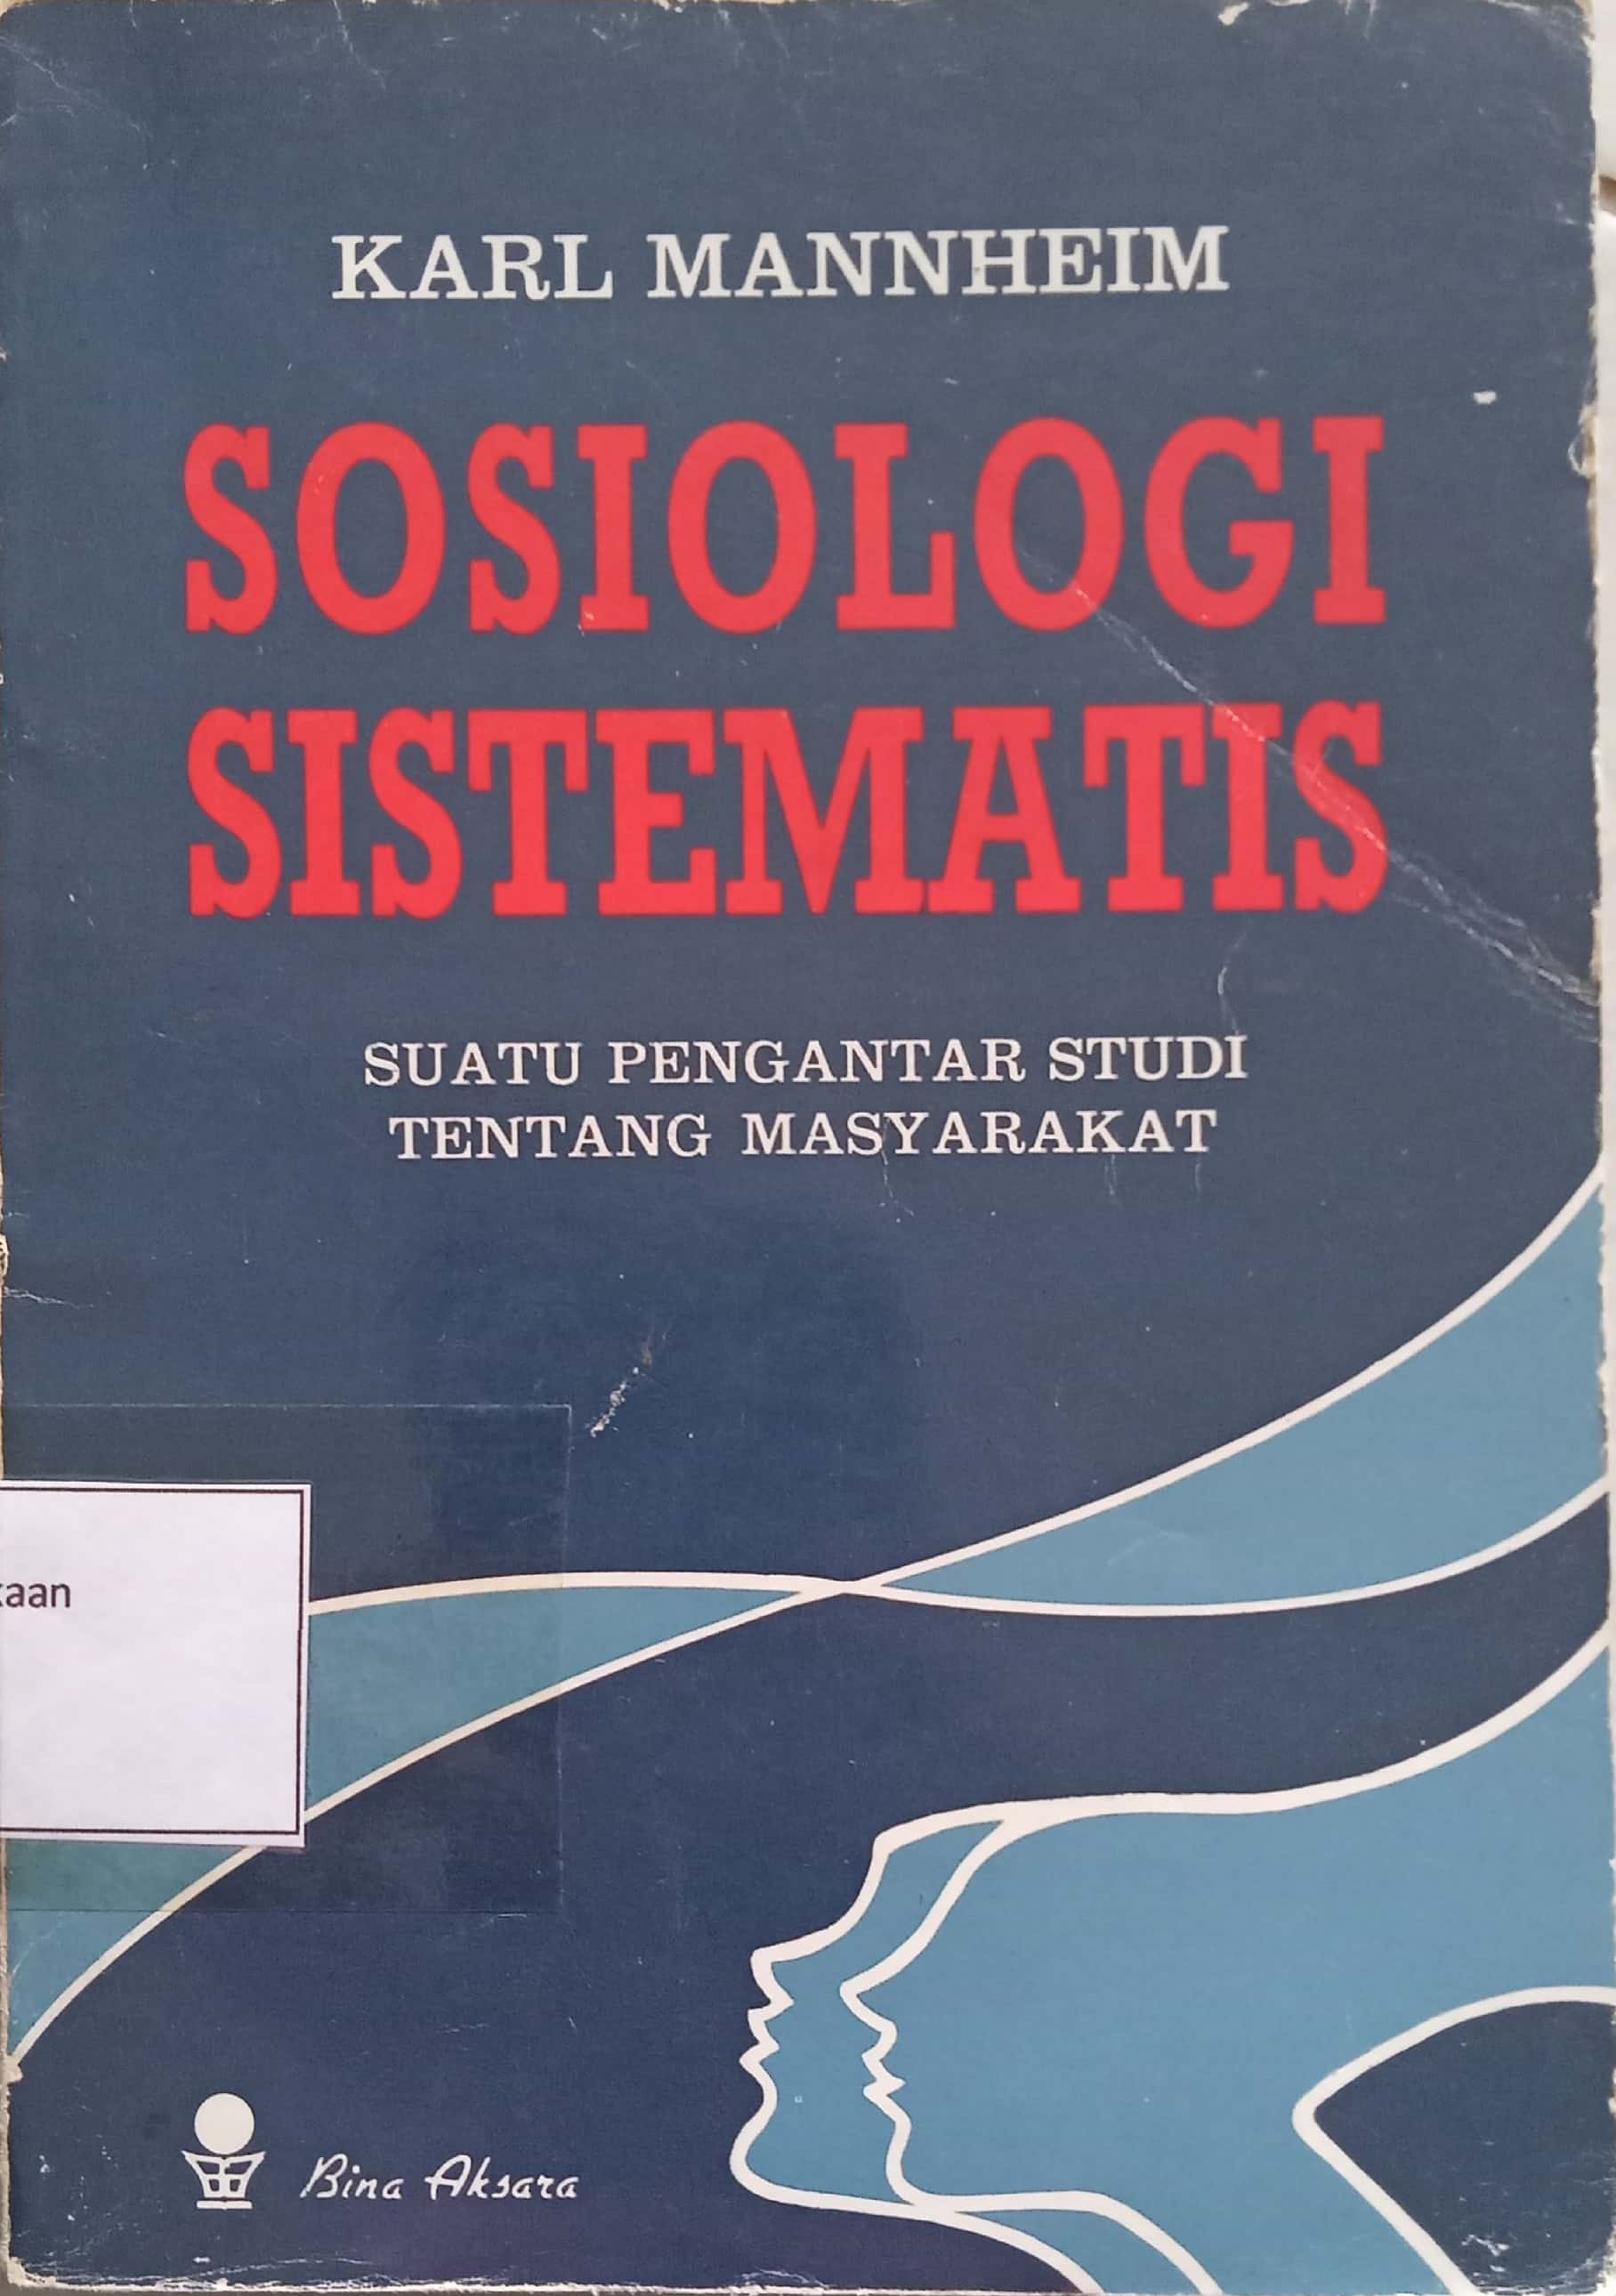 KARL MANNHEIM
SOSIOLOGI
SISTEMATIS
SUATU PENGANTAR STUDI
TENTANG MASYARAKAT
kaan
Bina Aksara